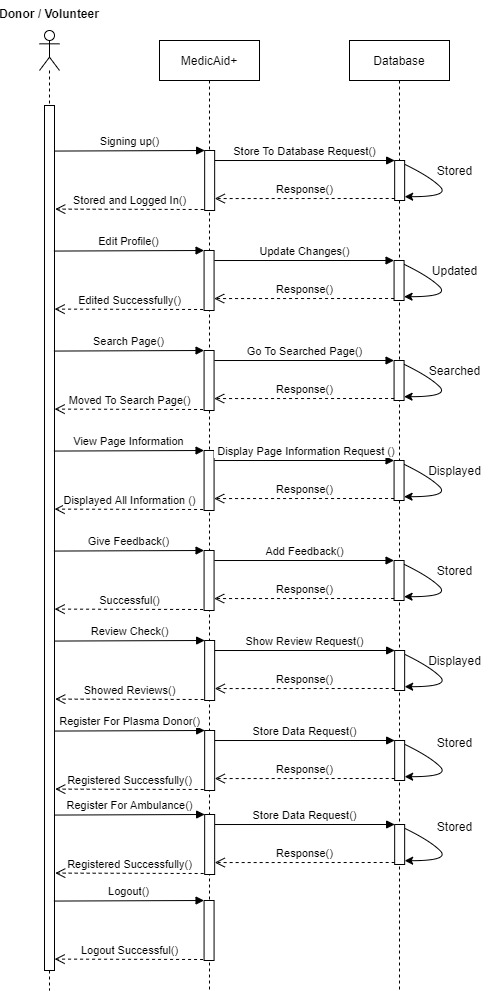 Donor / Volunteer
MedicAid+
Database
Signing up()
Store To Database Request()
Stored
Response()
Stored and Logged In()
Edit Profile()
Update Changes()
Updated
Response()
Edited Successfully()
Search Page()
Go To Searched Page()
Searched
Response()
Moved To Search Page()
View Page Information
Display Page Information Request ()
Displayed
Response()
Displayed All Information ()
Give Feedback()
Add Feedback()
Stored
Response()
Successful()
Review Check()
Show Review Request()
Displayed
Response()
Showed Reviews()
Register For Plasma Donor()
Store Data Request()
Stored
Response()
Registered Successfully()
Register For Ambulance()
Store Data Request()
Stored
Response()
Registered Successfully()
Logout()
Logout Successful()